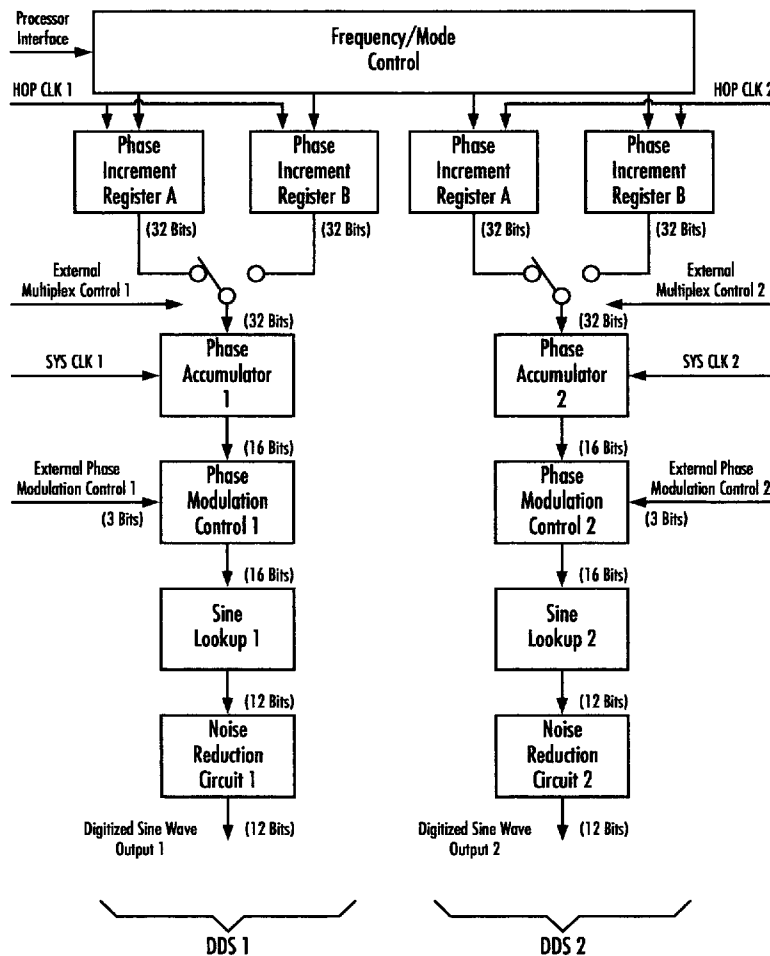 Processor
Interface
Frequency/Mode
Control
HOP CLK 1
HOP CLK 2
Phase
Increment
Register A
Phase
Increment
Register B
Phase
Increment
Register A
Phase
Increment
Register B
(32 Bits)
(32 Bits)
(32 Bits)
(32 Bits)
External
Multiplex Control 1
External
Multiplex Control 2
(32 Bits)
(32 Bits)
SYS CLK 1
Phase
Accumulator
1
Phase
Accumulator
2
SYS CLK 2
(16 Bits)
(16 Bits)
External Phase
Modulation Control 1
(3 Bits)
Phase
Modulation
Control 1
Phase
Modulation
Control 2
External Phase
Modulation Control 2
(3 Bits)
(16 Bits)
(16 Bits)
Sine
Lookup 1
Sine
Lookup 2
(12 Bits)
(12 Bits)
Noise
Reduction
Circuit 1
Noise
Reduction
Circuit 2
Digitized Sine Wave
Output 1
(12 Bits)
Digitized Sine Wave
Output 2
(12 Bits)
DDS 1
DDS 2